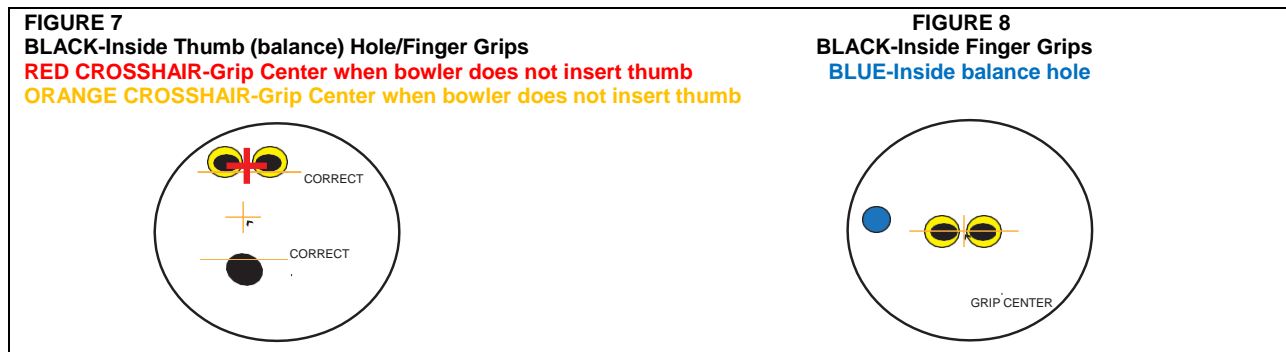 FIGURE 7
BLACK-Inside Thumb (balance) Hole/Finger Grips
RED CROSSHAIR-Grip Center when bowler does not insert thumb
ORANGE CROSSHAIR-Grip Center when bowler does not insert thumb
CORRECT
CORRECT
FIGURE 8
BLACK-Inside Finger Grips
BLUE-Inside balance hole
GRIP CENTER